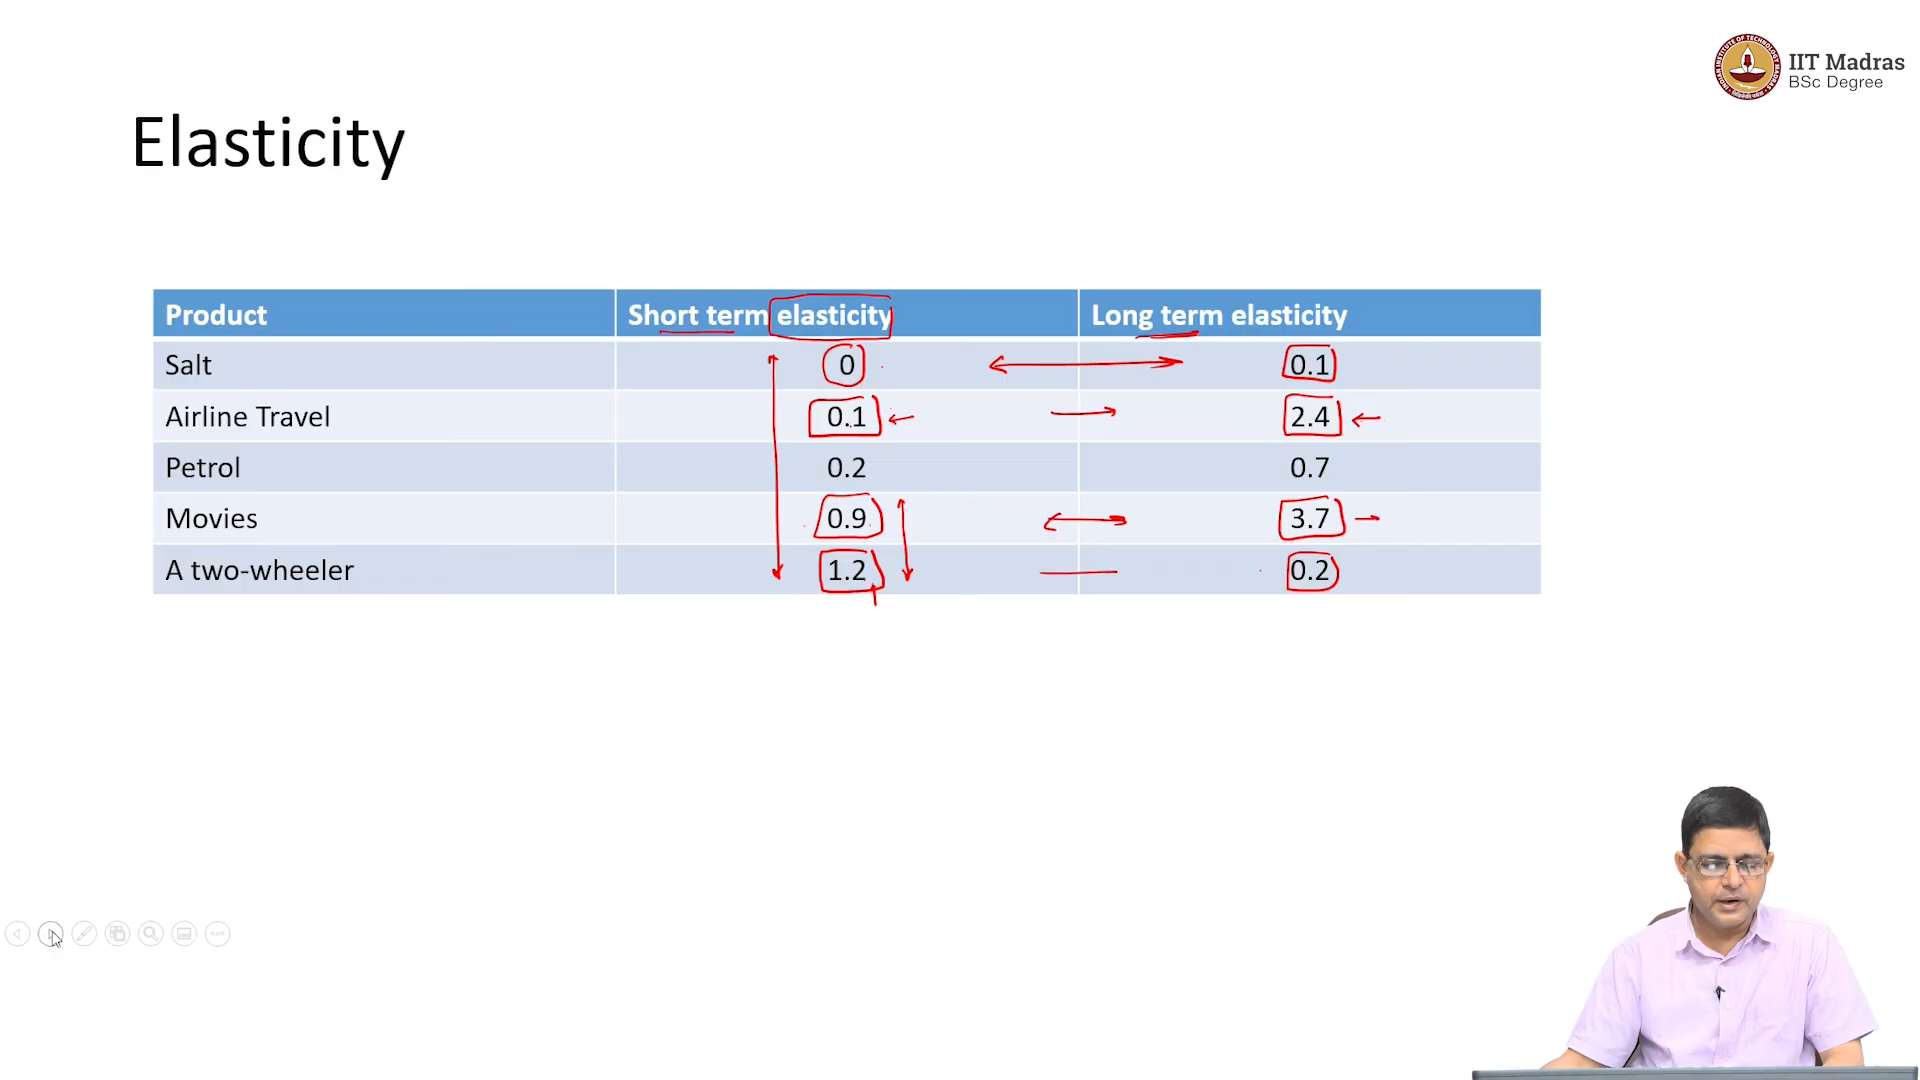 IIT Madras
BSc Degree
Elasticity
Product Short term elasticity Long term elasticity
Salt 0 0.1
Airline Travel 0.1 2.4
Petrol 0.2 0.7
Movies 0.9 3.7
A two-wheeler 1.2 0.2